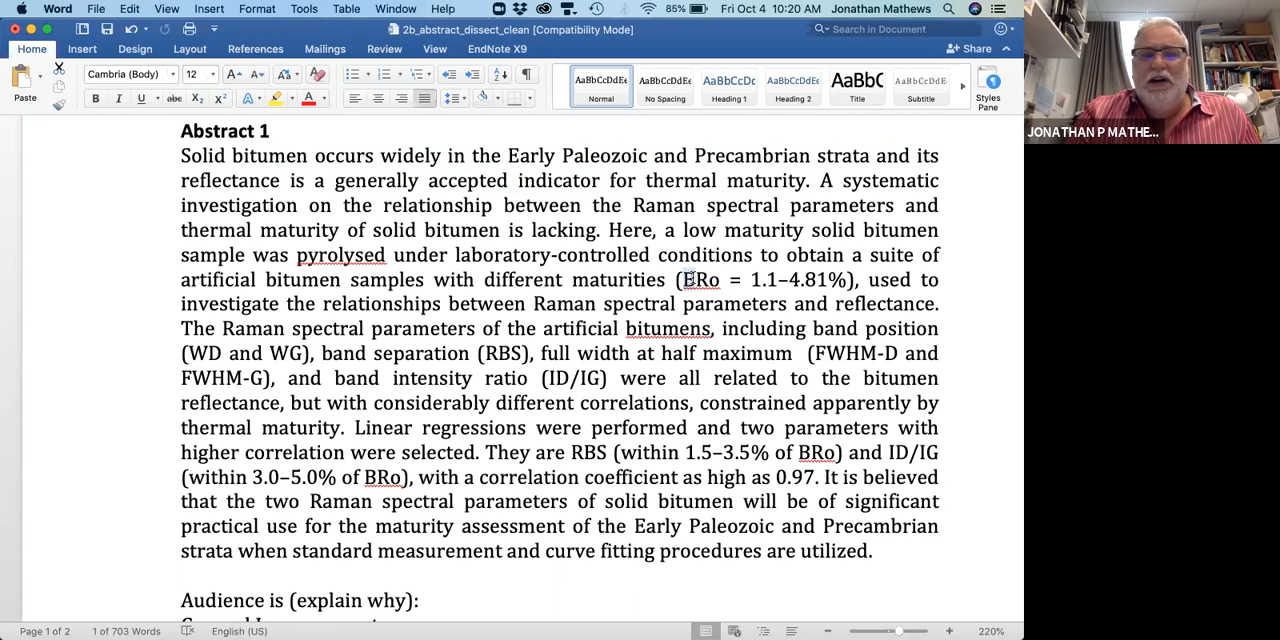 Word File Edit View Insert Format Tools Table Window Help 85% Fri Oct 4 10:20 AM Jonathan Mathews
2b_abstract_dissect_clean [Compatibility Mode] Search in Document
Home Insert Design Layout References Mailings Review View EndNote X9 Share
Paste Cambria (Body) 12 AaBbCcDdEe Normal AaBbCcDdEe No Spacing AaBbCcDc Heading 1 AaBbCcDdEe Heading 2 AaBbC Title AaBbCcDdEe Subtitle Styles Pane
JONATHAN P MATHE...
Abstract 1
Solid bitumen occurs widely in the Early Paleozoic and Precambrian strata and its
reflectance is a generally accepted indicator for thermal maturity. A systematic
investigation on the relationship between the Raman spectral parameters and
thermal maturity of solid bitumen is lacking. Here, a low maturity solid bitumen
sample was pyrolysed under laboratory-controlled conditions to obtain a suite of
artificial bitumen samples with different maturities (BRo = 1.1–4.81%), used to
investigate the relationships between Raman spectral parameters and reflectance.
The Raman spectral parameters of the artificial bitumens, including band position
(WD and WG), band separation (RBS), full width at half maximum (FWHM-D and
FWHM-G), and band intensity ratio (ID/IG) were all related to the bitumen
reflectance, but with considerably different correlations, constrained apparently by
thermal maturity. Linear regressions were performed and two parameters with
higher correlation were selected. They are RBS (within 1.5–3.5% of BRo) and ID/IG
(within 3.0–5.0% of BRo), with a correlation coefficient as high as 0.97. It is believed
that the two Raman spectral parameters of solid bitumen will be of significant
practical use for the maturity assessment of the Early Paleozoic and Precambrian
strata when standard measurement and curve fitting procedures are utilized.
Audience is (explain why):
Page 1 of 2 1 of 703 Words English (US) 220%